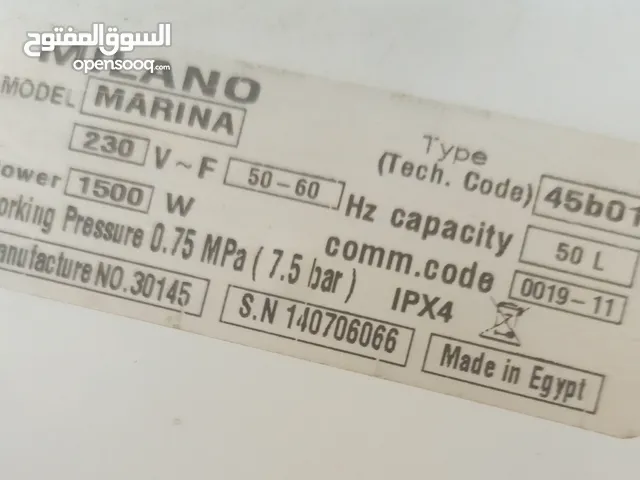 السوق المفتوح
opensooq.com
MILANO
MODEL MARINA
Type
(Tech. Code) 45b01
230 V~F 50-60 Hz capacity 50 L
Power 1500 W comm.code 0019-11
Working Pressure 0.75 MPa (7.5 bar) IPX4
Manufacture NO.30145 S.N 140706066 Made in Egypt